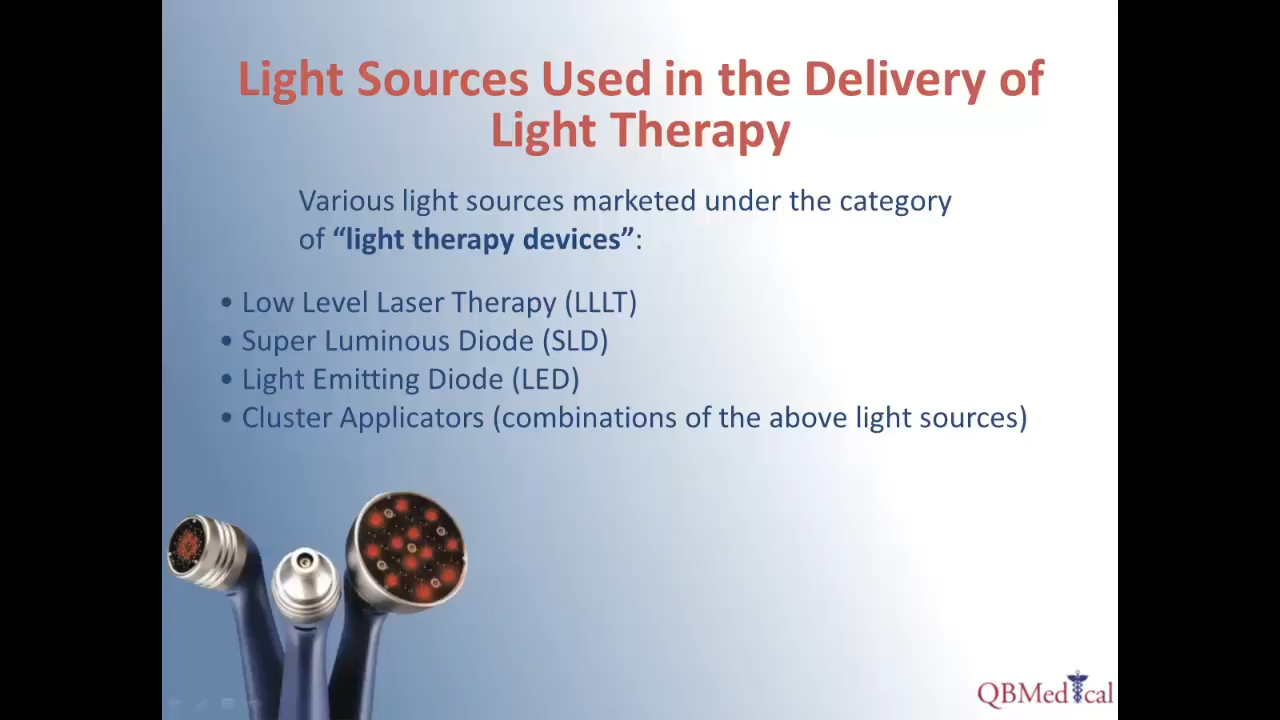 Light Sources Used in the Delivery of
Light Therapy
Various light sources marketed under the category
of “light therapy devices”:
• Low Level Laser Therapy (LLLT)
• Super Luminous Diode (SLD)
• Light Emitting Diode (LED)
• Cluster Applicators (combinations of the above light sources)
QBMedical